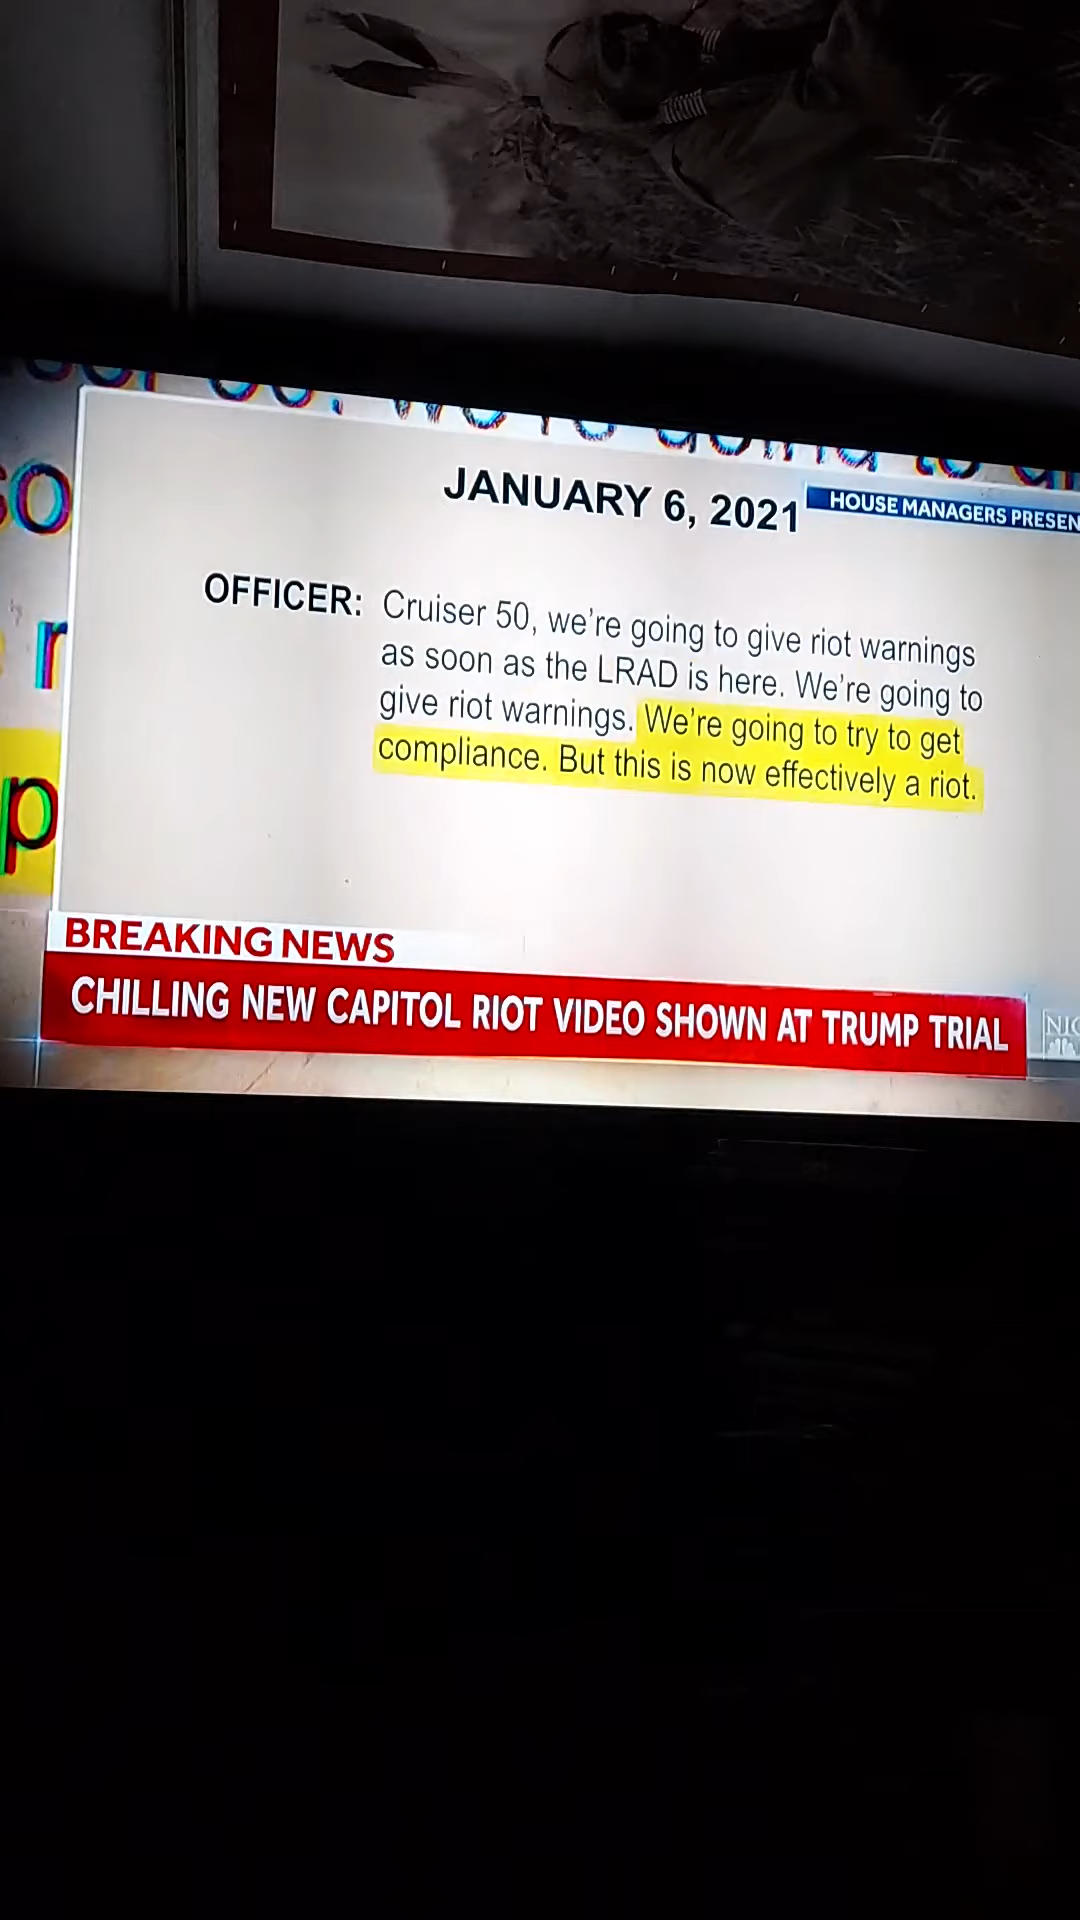 JANUARY 6, 2021
HOUSE MANAGERS PRESEN
OFFICER: Cruiser 50, we're going to give riot warnings
as soon as the LRAD is here. We're going to
give riot warnings. We're going to try to get
compliance. But this is now effectively a riot.
BREAKING NEWS
CHILLING NEW CAPITOL RIOT VIDEO SHOWN AT TRUMP TRIAL